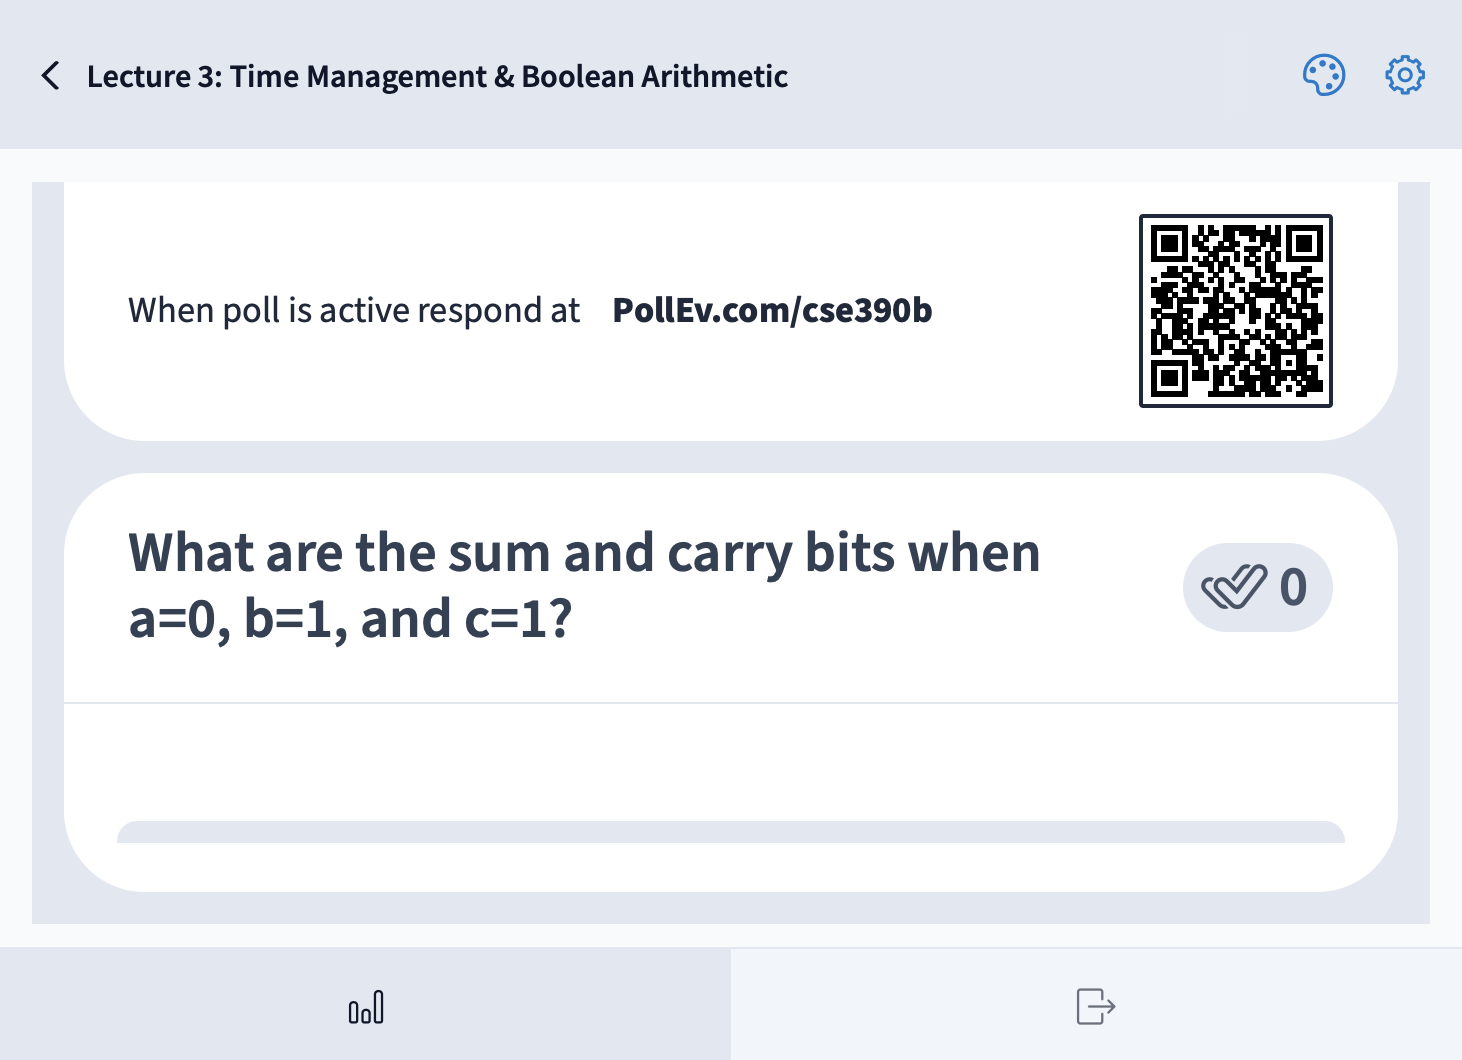 Lecture 3: Time Management & Boolean Arithmetic
When poll is active respond at PollEv.com/cse390b
What are the sum and carry bits when
a=0, b=1, and c=1?
0